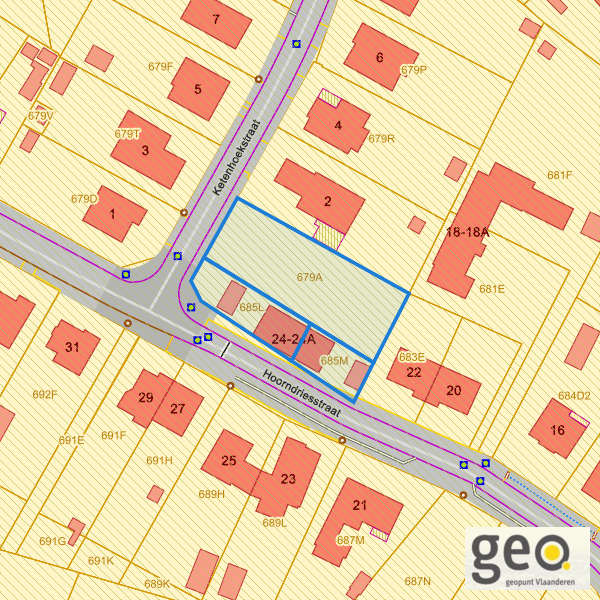 7
6
679F
679P
5
679V
4
679T
679R
3
Ketenhoekstraat
681F
679D
2
1
18-18A
679A
681E
685L
24-24A
31
685M
683E
22
20
692F
Hoorndriesstraat
684D2
29
27
691F
16
691E
25
691H
23
689H
21
689L
691G
687M
691K
689K
687N
geo
geopunt Vlaanderen